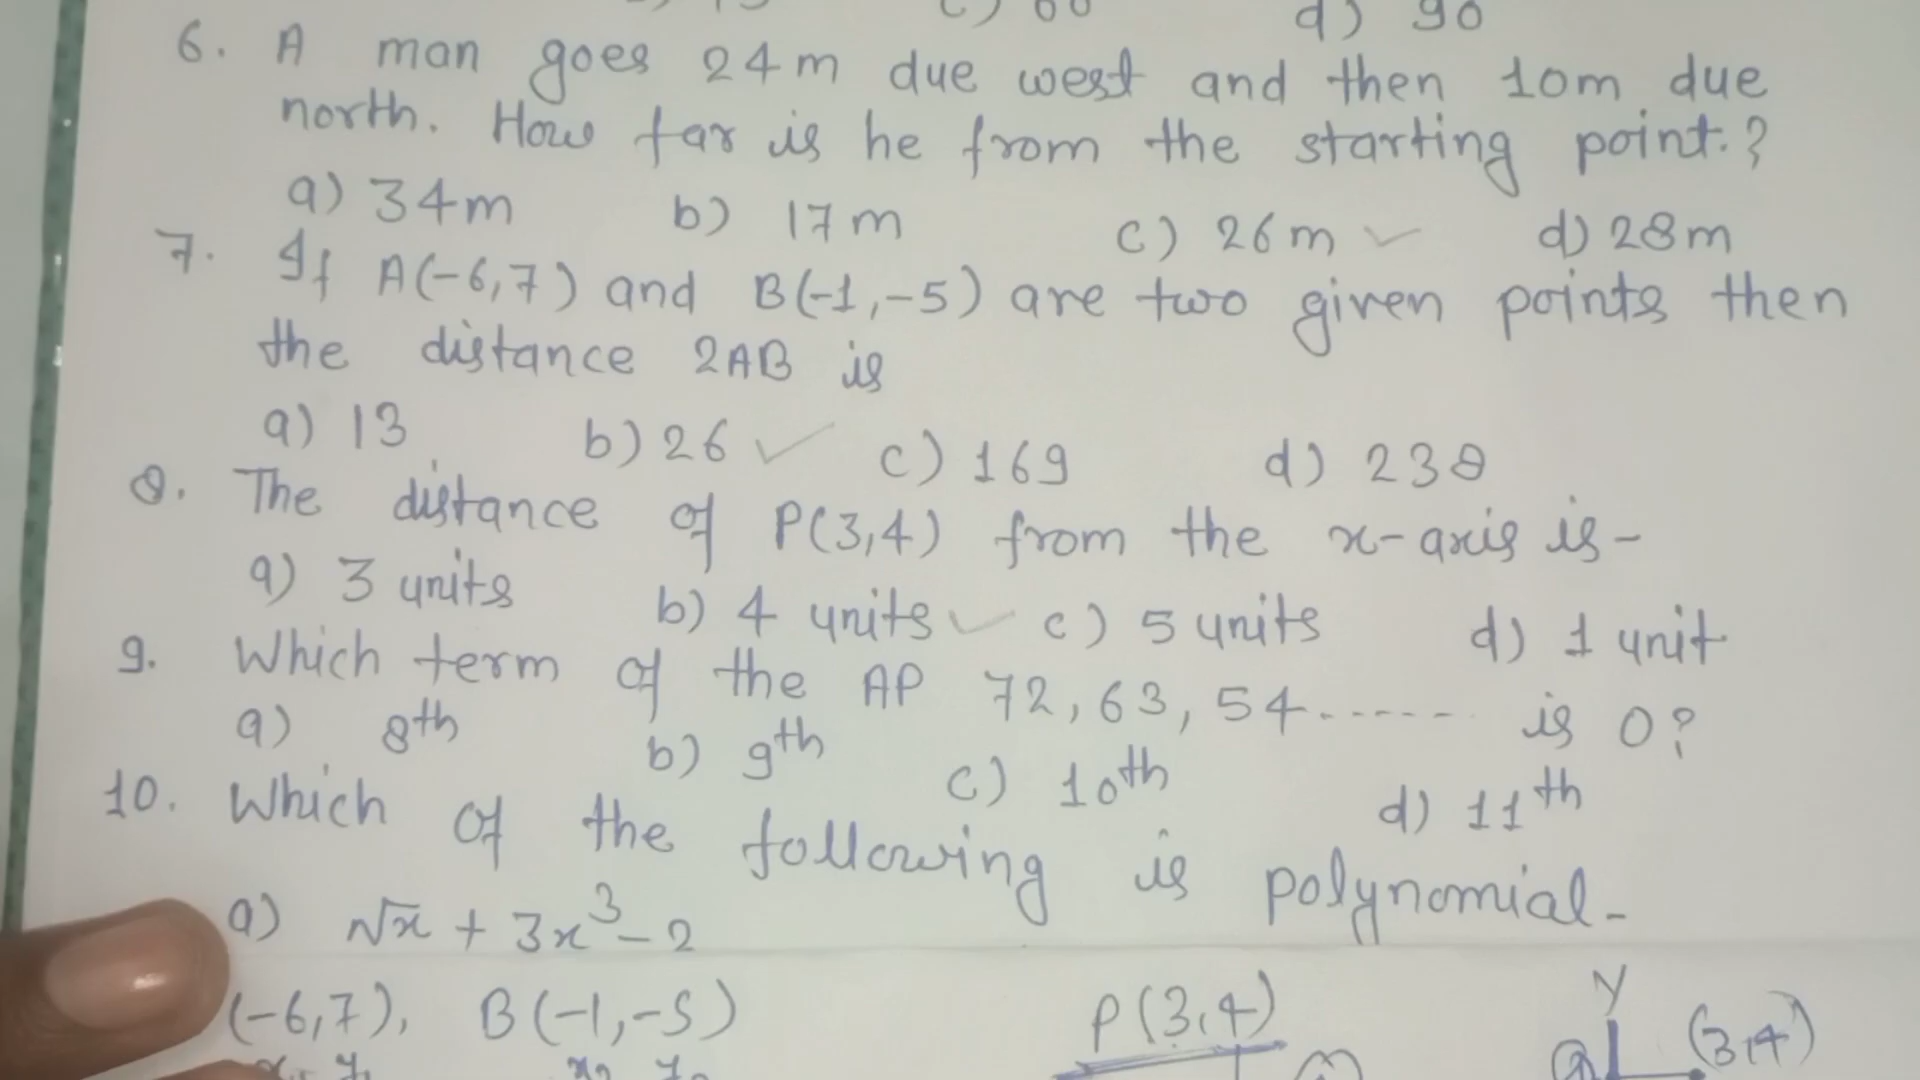 d) 90
6. A man goes 24m due west and then 10m due
north. How far is he from the starting point.?
a) 34m b) 17m c) 26m ✓ d) 28m
7. If A(-6,7) and B(-1,-5) are two given points then
the distance 2AB is
a) 13 b) 26 ✓ c) 169 d) 238
8. The distance of P(3,4) from the x-axis is -
a) 3 units b) 4 units ✓ c) 5 units d) 1 unit
9. Which term of the AP 72, 63, 54.------ is 0?
a) 8th b) 9th c) 10th d) 11th
10. Which of the following is polynomial -
a) √x + 3x³ - 2
(-6,7), B(-1,-5) P(3,4) Y (3,4)